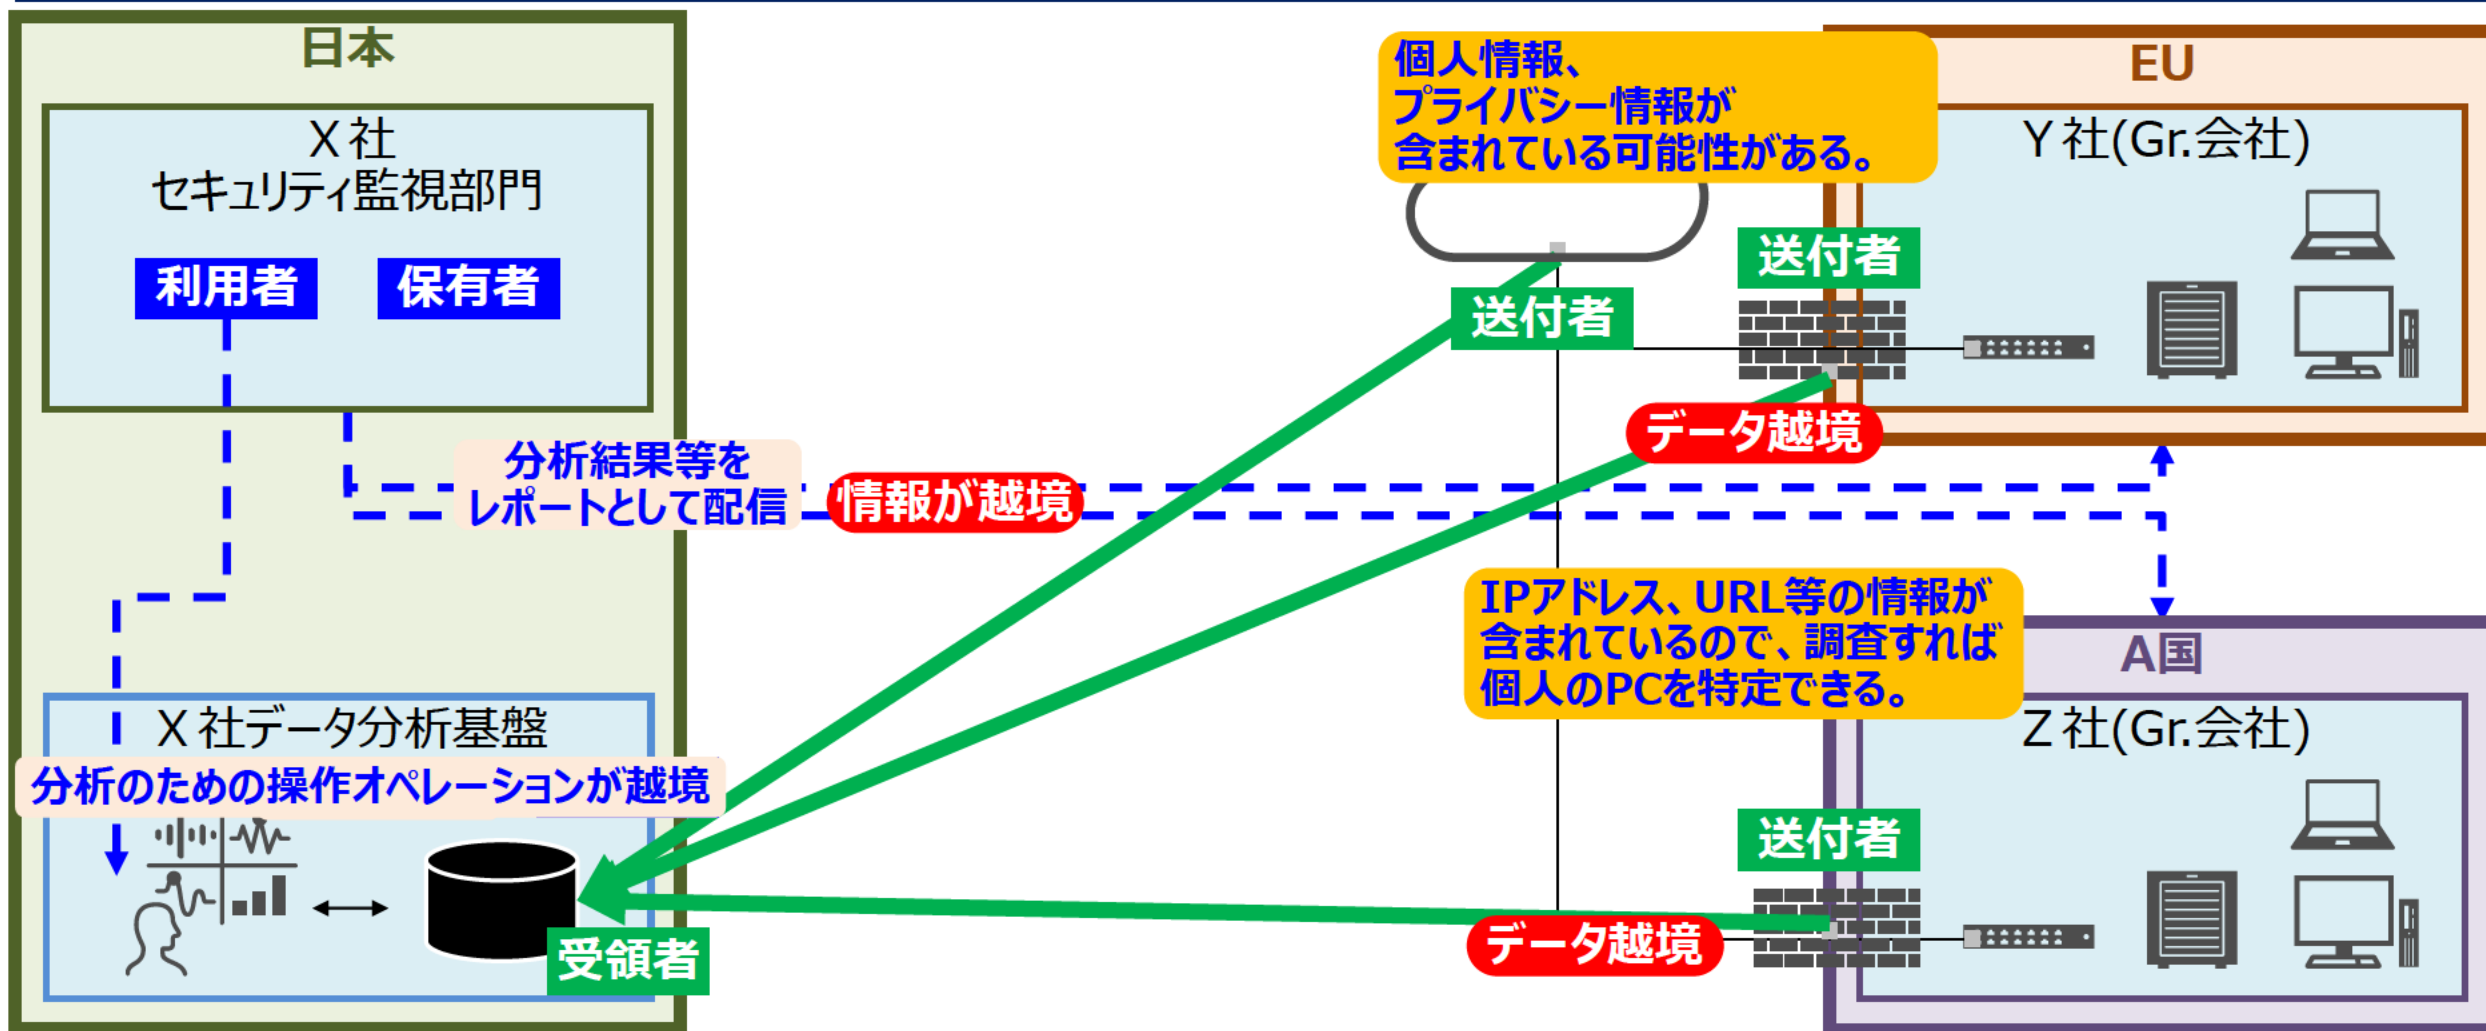 日本
X社
セキュリティ監視部門
利用者
保有者
分析結果等を
レポートとして配信
情報が越境
X社データ分析基盤
分析のための操作オペレーションが越境
受領者
個人情報、
プライバシー情報が
含まれている可能性がある。
送付者
EU
Y社(Gr.会社)
送付者
データ越境
IPアドレス、URL等の情報が
含まれているので、調査すれば
個人のPCを特定できる。
A国
Z社(Gr.会社)
送付者
データ越境